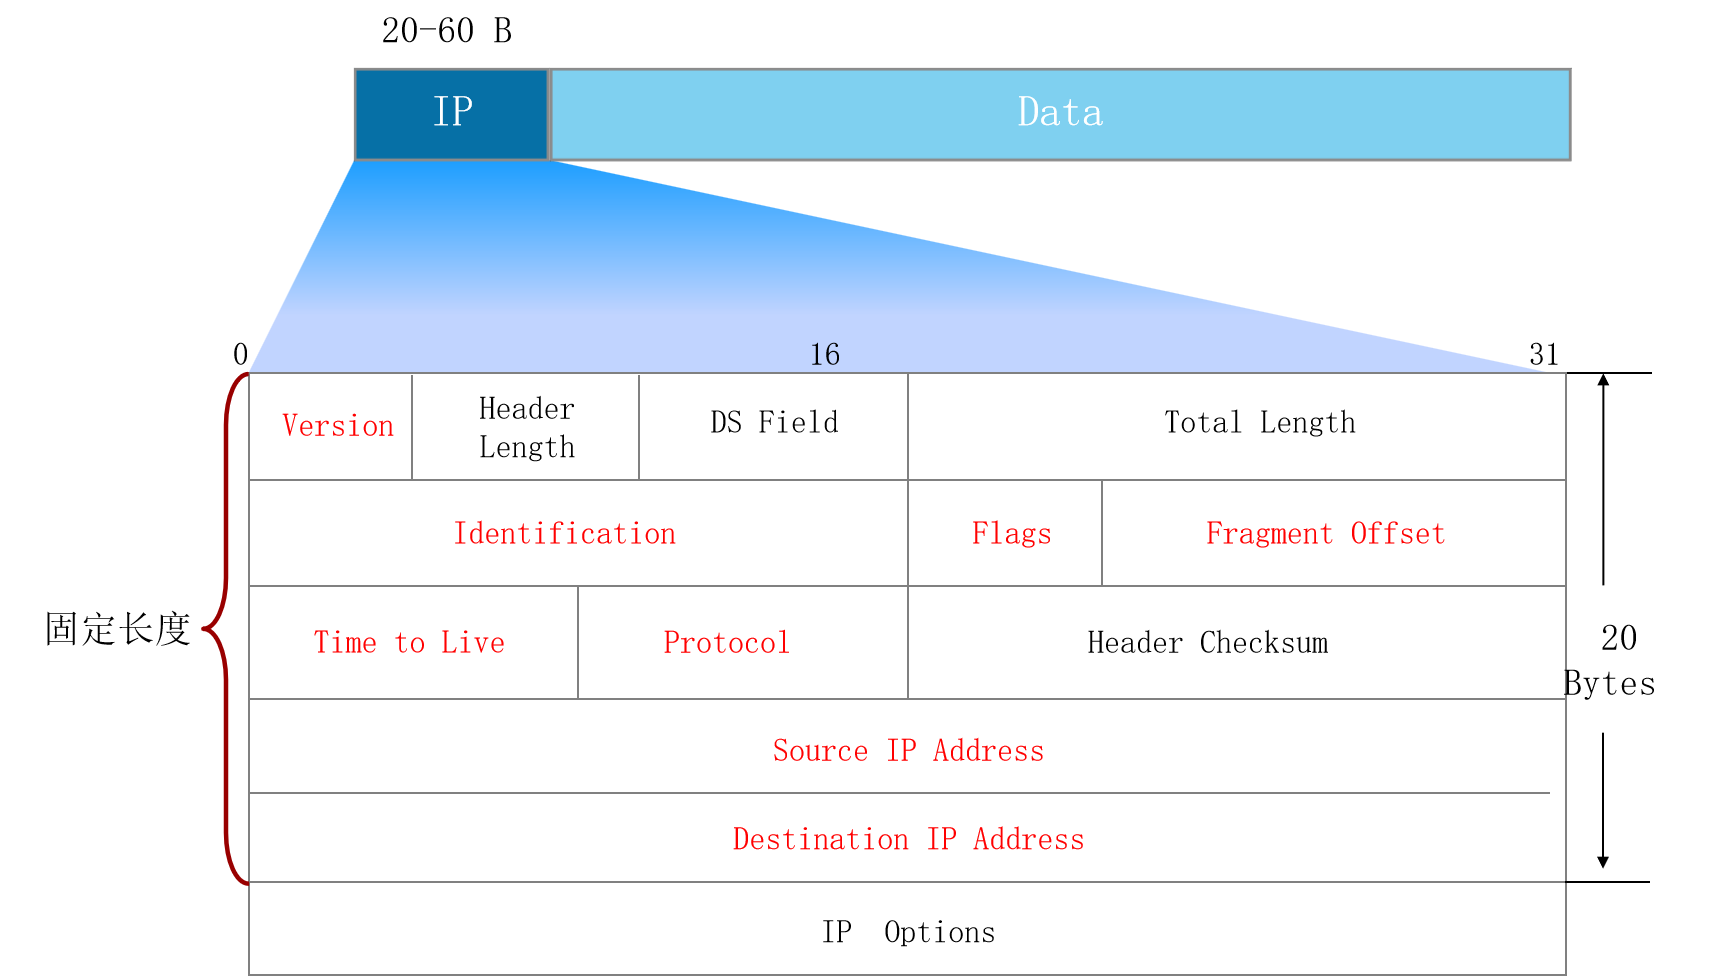 20-60 B
IP
Data
0
16
31
Version
Header
Length
DS Field
Total Length
Identification
Flags
Fragment Offset
固定长度
Time to Live
Protocol
Header Checksum
20
Bytes
Source IP Address
Destination IP Address
IP  Options